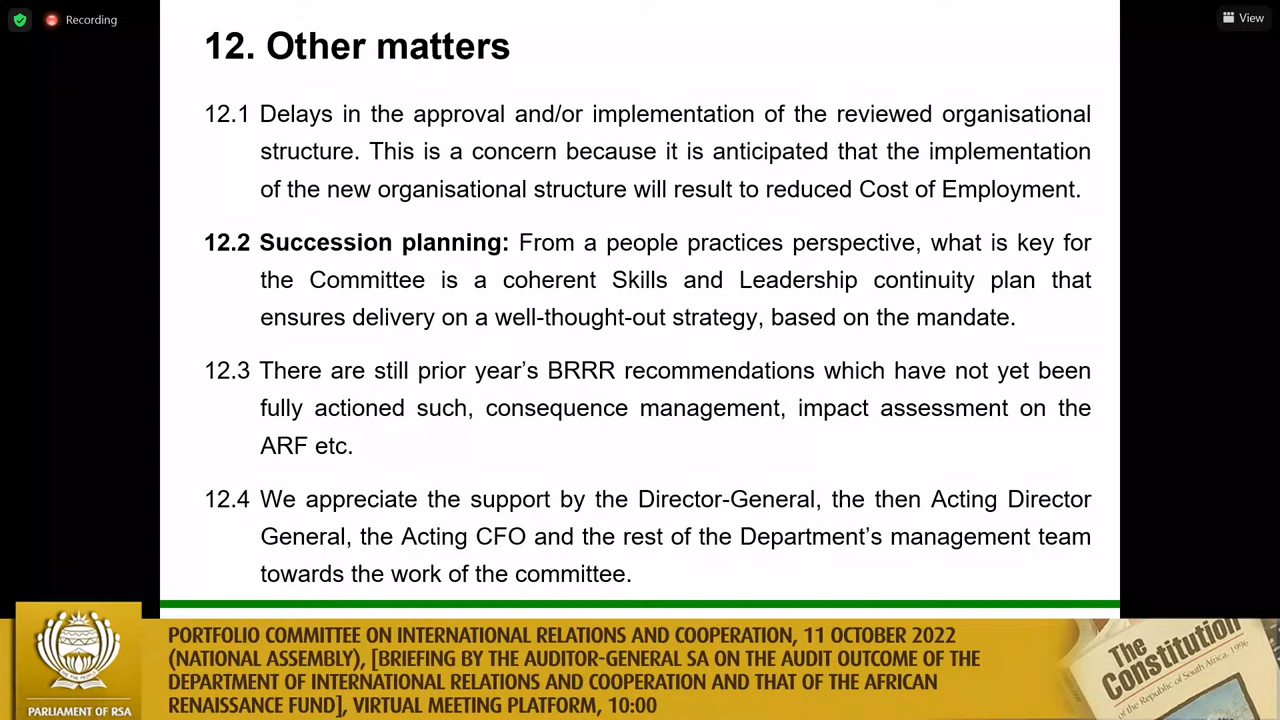 Recording
View
12. Other matters
12.1 Delays in the approval and/or implementation of the reviewed organisational
structure. This is a concern because it is anticipated that the implementation
of the new organisational structure will result to reduced Cost of Employment.
12.2 Succession planning: From a people practices perspective, what is key for
the Committee is a coherent Skills and Leadership continuity plan that
ensures delivery on a well-thought-out strategy, based on the mandate.
12.3 There are still prior year’s BRRR recommendations which have not yet been
fully actioned such, consequence management, impact assessment on the
ARF etc.
12.4 We appreciate the support by the Director-General, the then Acting Director
General, the Acting CFO and the rest of the Department’s management team
towards the work of the committee.
PORTFOLIO COMMITTEE ON INTERNATIONAL RELATIONS AND COOPERATION, 11 OCTOBER 2022
(NATIONAL ASSEMBLY), [BRIEFING BY THE AUDITOR-GENERAL SA ON THE AUDIT OUTCOME OF THE
DEPARTMENT OF INTERNATIONAL RELATIONS AND COOPERATION AND THAT OF THE AFRICAN
RENAISSANCE FUND], VIRTUAL MEETING PLATFORM, 10:00
PARLIAMENT OF RSA
The
Constitution
of the Republic of South Africa, 1996